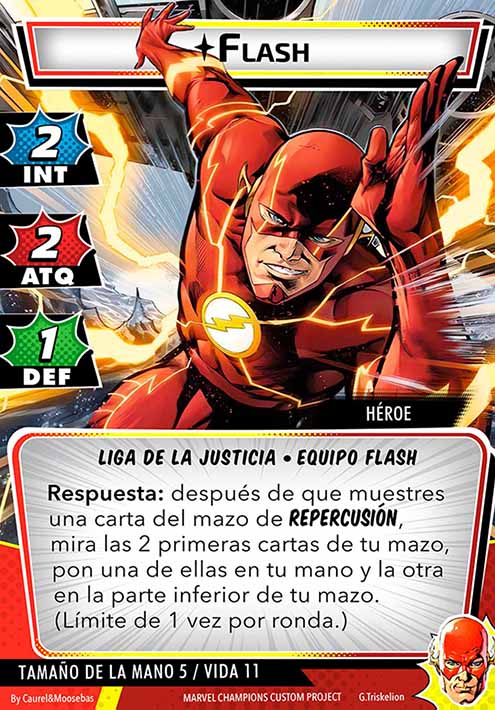 Flash
2
INT
2
ATQ
1
DEF
HÉROE
LIGA DE LA JUSTICIA • EQUIPO FLASH
Respuesta: después de que muestres
una carta del mazo de REPERCUSIÓN,
mira las 2 primeras cartas de tu mazo,
pon una de ellas en tu mano y la otra
en la parte inferior de tu mazo.
(Límite de 1 vez por ronda.)
TAMAÑO DE LA MANO 5 / VIDA 11
By Caurel&Moosebas MARVEL CHAMPIONS CUSTOM PROJECT G.Triskelion